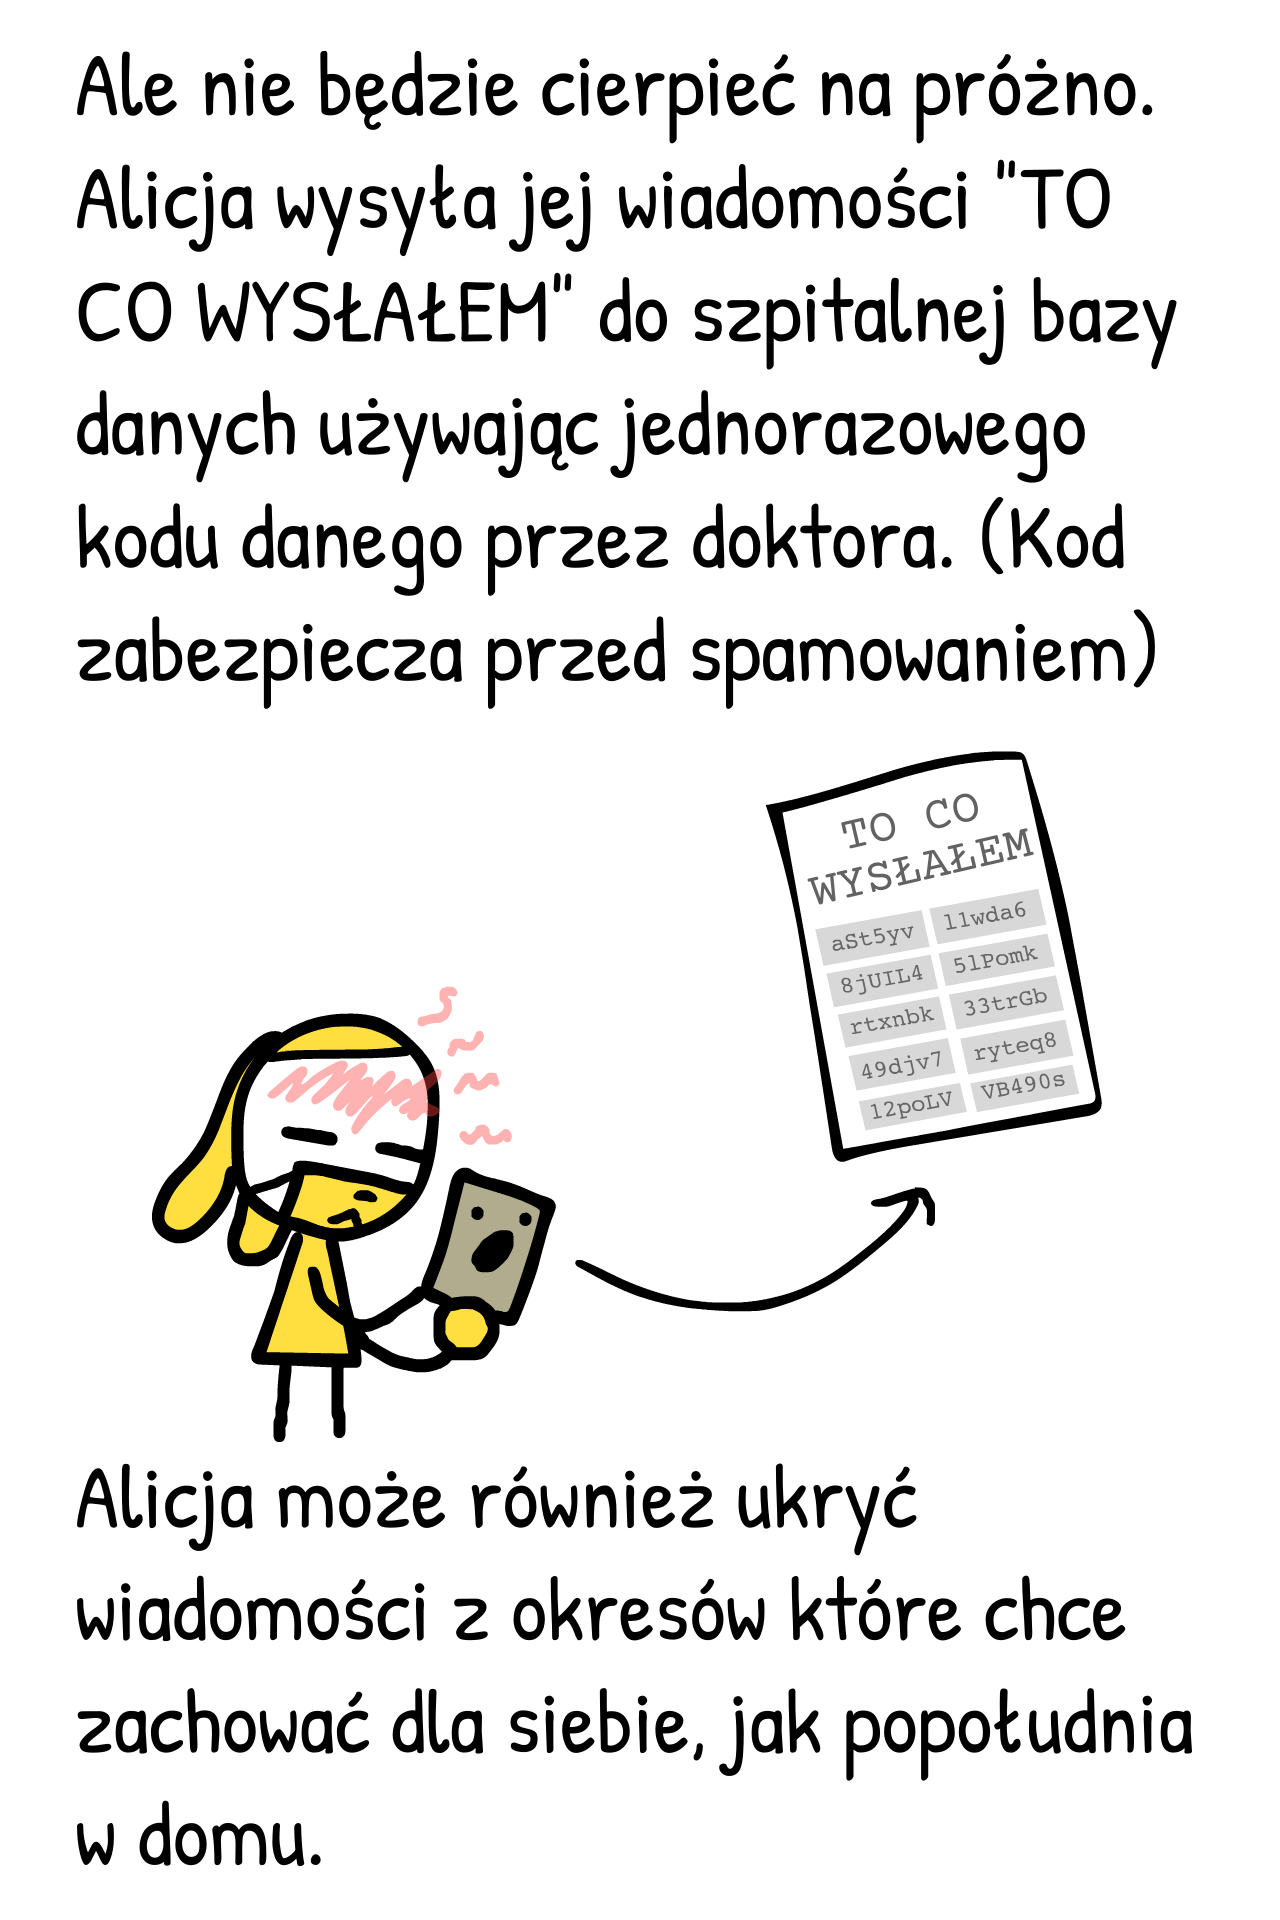 Ale nie będzie cierpieć na próżno.
Alicja wysyła jej wiadomości "TO
CO WYSŁAŁEM" do szpitalnej bazy
danych używając jednorazowego
kodu danego przez doktora. (Kod
zabezpiecza przed spamowaniem)
TO CO
WYSŁAŁEM
aSt5yv l1wda6
8jUIL4 5lPomk
rtxnbk 33trGb
49djv7 ryteq8
12poLV VB490s
Alicja może również ukryć
wiadomości z okresów które chce
zachować dla siebie, jak popołudnia
w domu.